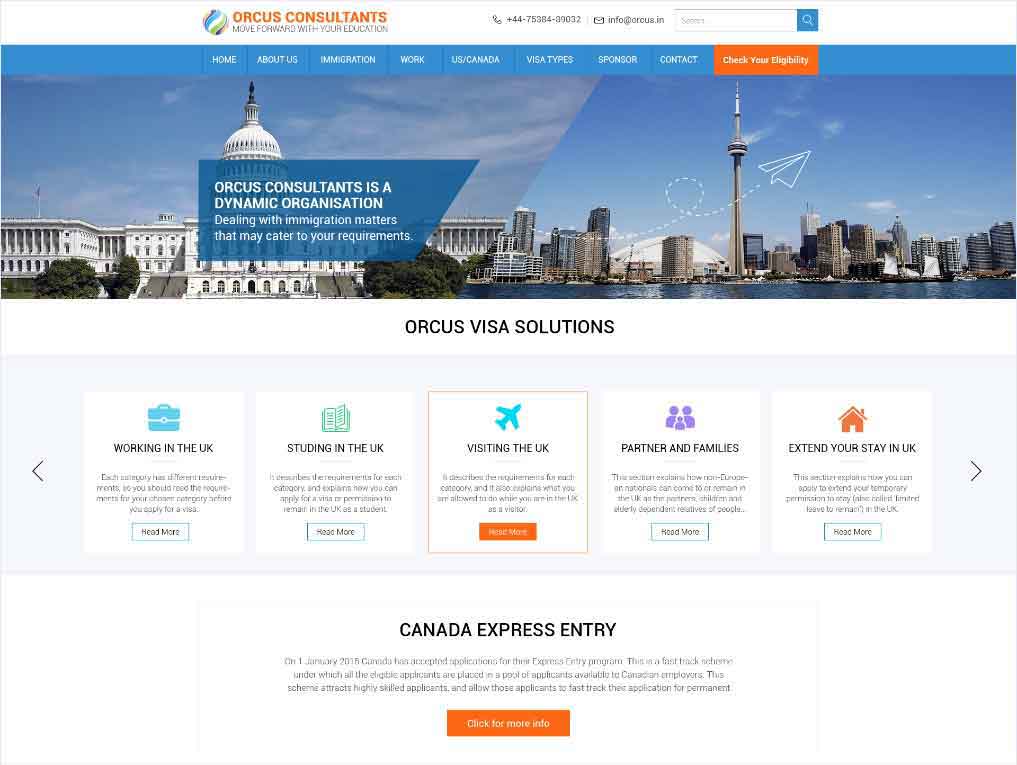 ORCUS CONSULTANTS
MOVE FORWARD WITH YOUR EDUCATION
+44-75384-89032
info@orcus.in
Search...
HOME
ABOUT US
IMMIGRATION
WORK
US/CANADA
VISA TYPES
SPONSOR
CONTACT
Check Your Eligibility
ORCUS CONSULTANTS IS A
DYNAMIC ORGANISATION
Dealing with immigration matters
that may cater to your requirements.
ORCUS VISA SOLUTIONS
WORKING IN THE UK
Each category has different require-
ments, so you should read the require-
ments for your chosen category before
you apply for a visa.
Read More
STUDING IN THE UK
It describes the requirements for each
category, and explains how you can
apply for a visa or permission to
remain in the UK as a student.
Read More
VISITING THE UK
It describes the requirements for each
category, and it also explains what you
are allowed to do while you are in the UK
as a visitor.
Read More
PARTNER AND FAMILIES
This section explains how non-Europe-
an nationals can come to or remain in
the UK as the partners, children and
elderly dependent relatives of people...
Read More
EXTEND YOUR STAY IN UK
This section explains how you can
apply to extend your temporary
permission to stay (also called 'limited
leave to remain') in the UK.
Read More
CANADA EXPRESS ENTRY
On 1 January 2015 Canada has accepted applications for their Express Entry program. This is a fast track scheme
under which all the eligible applicants are placed in a pool of applicants available to Canadian employers. This
scheme attracts highly skilled applicants, and allow those applicants to fast track their application for permanent.
Click for more info